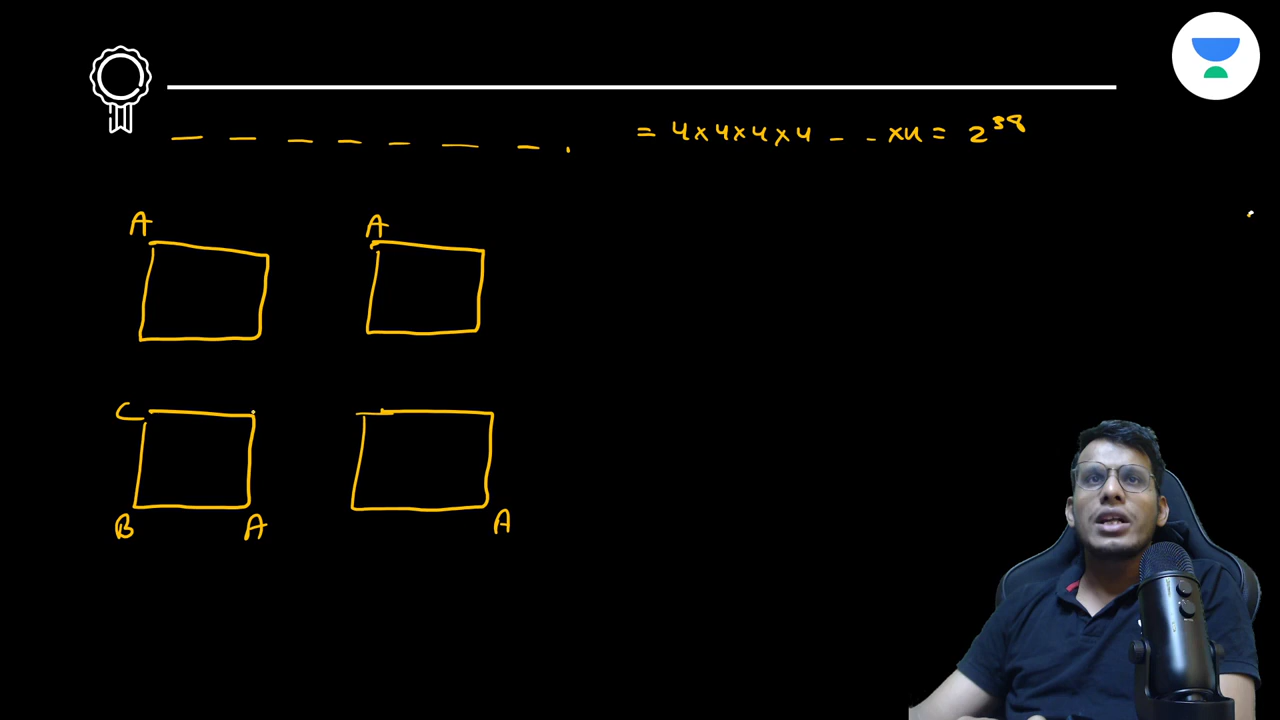 = 4×4×4×4 - - ×4 = 2³⁸
A A
C
B A A